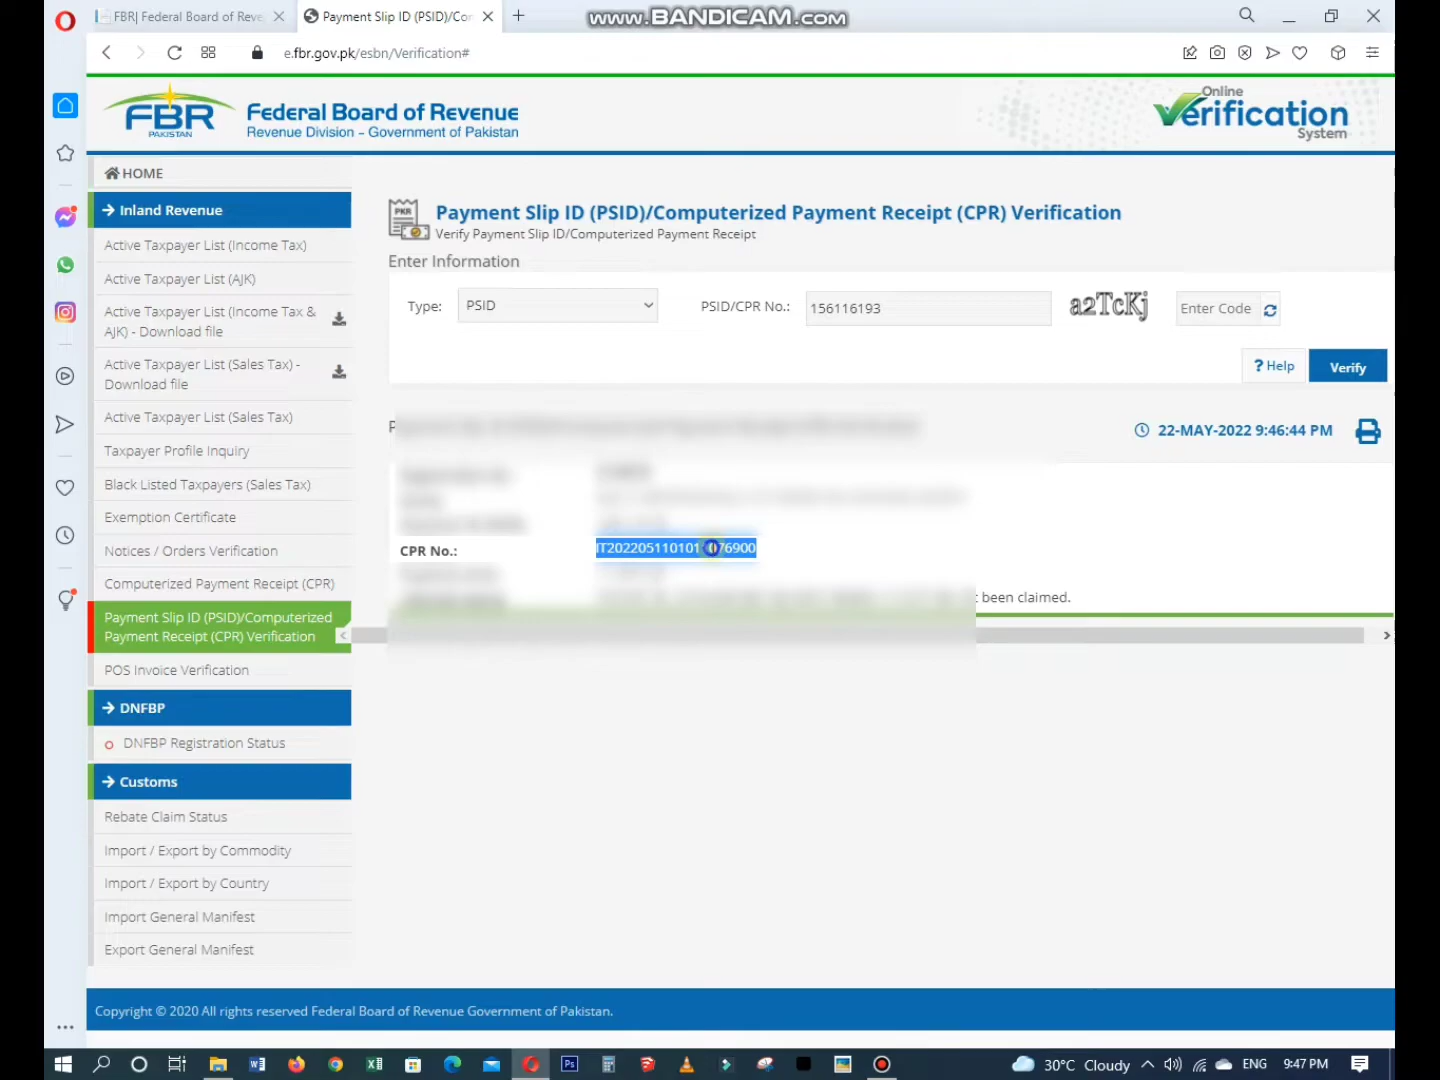 FBR| Federal Board of Reve
Payment Slip ID (PSID)/Cor
www.BANDICAM.com
e.fbr.gov.pk/esbn/Verification#
FBR
PAKISTAN
Federal Board of Revenue
Revenue Division - Government of Pakistan
Online
Verification
System
HOME
Inland Revenue
Active Taxpayer List (Income Tax)
Active Taxpayer List (AJK)
Active Taxpayer List (Income Tax &
AJK) - Download file
Active Taxpayer List (Sales Tax) -
Download file
Active Taxpayer List (Sales Tax)
Taxpayer Profile Inquiry
Black Listed Taxpayers (Sales Tax)
Exemption Certificate
Notices / Orders Verification
Computerized Payment Receipt (CPR)
Payment Slip ID (PSID)/Computerized
Payment Receipt (CPR) Verification
POS Invoice Verification
DNFBP
DNFBP Registration Status
Customs
Rebate Claim Status
Import / Export by Commodity
Import / Export by Country
Import General Manifest
Export General Manifest
PKR
Payment Slip ID (PSID)/Computerized Payment Receipt (CPR) Verification
Verify Payment Slip ID/Computerized Payment Receipt
Enter Information
Type: PSID PSID/CPR No.: 156116193 a2TcKj Enter Code
? Help Verify
22-MAY-2022 9:46:44 PM
CPR No.:
been claimed.
Copyright © 2020 All rights reserved Federal Board of Revenue Government of Pakistan.
30°C Cloudy ENG 9:47 PM